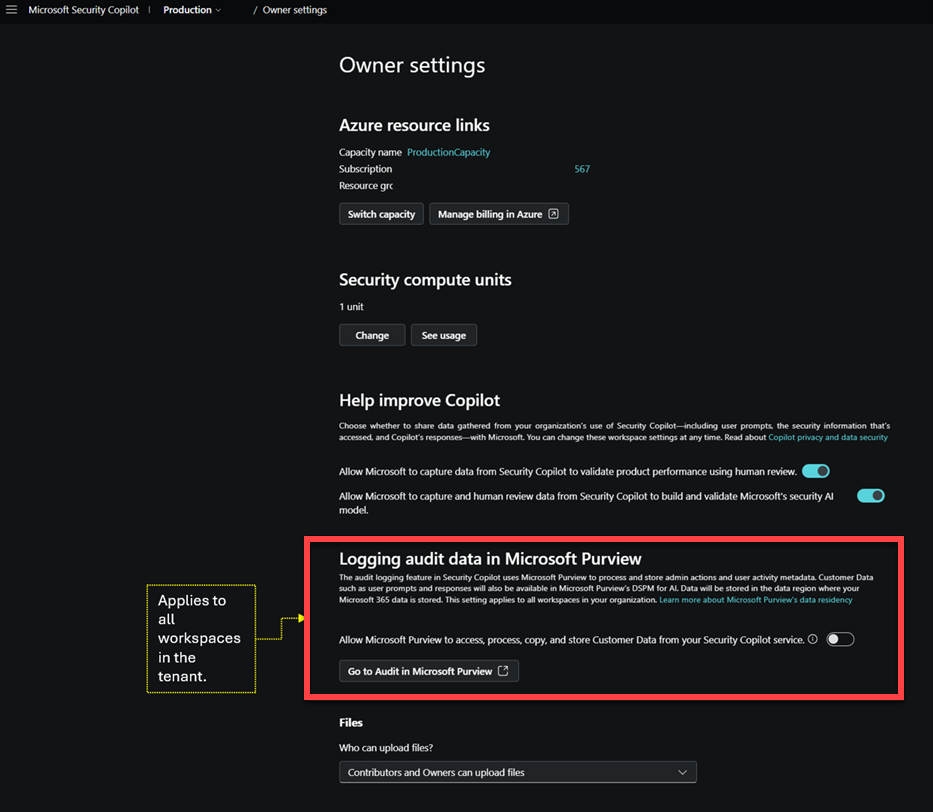 Microsoft Security Copilot | Production / Owner settings
Owner settings
Azure resource links
Capacity name ProductionCapacity
Subscription 567
Resource grc
Switch capacity Manage billing in Azure
Security compute units
1 unit
Change See usage
Help improve Copilot
Choose whether to share data gathered from your organization's use of Security Copilot—including user prompts, the security information that's
accessed, and Copilot's responses—with Microsoft. You can change these workspace settings at any time. Read about Copilot privacy and data security
Allow Microsoft to capture data from Security Copilot to validate product performance using human review.
Allow Microsoft to capture and human review data from Security Copilot to build and validate Microsoft's security AI
model.
Logging audit data in Microsoft Purview
The audit logging feature in Security Copilot uses Microsoft Purview to process and store admin actions and user activity metadata. Customer Data
such as user prompts and responses will also be available in Microsoft Purview's DSPM for AI. Data will be stored in the data region where your
Microsoft 365 data is stored. This setting applies to all workspaces in your organization. Learn more about Microsoft Purview's data residency
Applies to
all
workspaces
in the
tenant.
Allow Microsoft Purview to access, process, copy, and store Customer Data from your Security Copilot service.
Go to Audit in Microsoft Purview
Files
Who can upload files?
Contributors and Owners can upload files